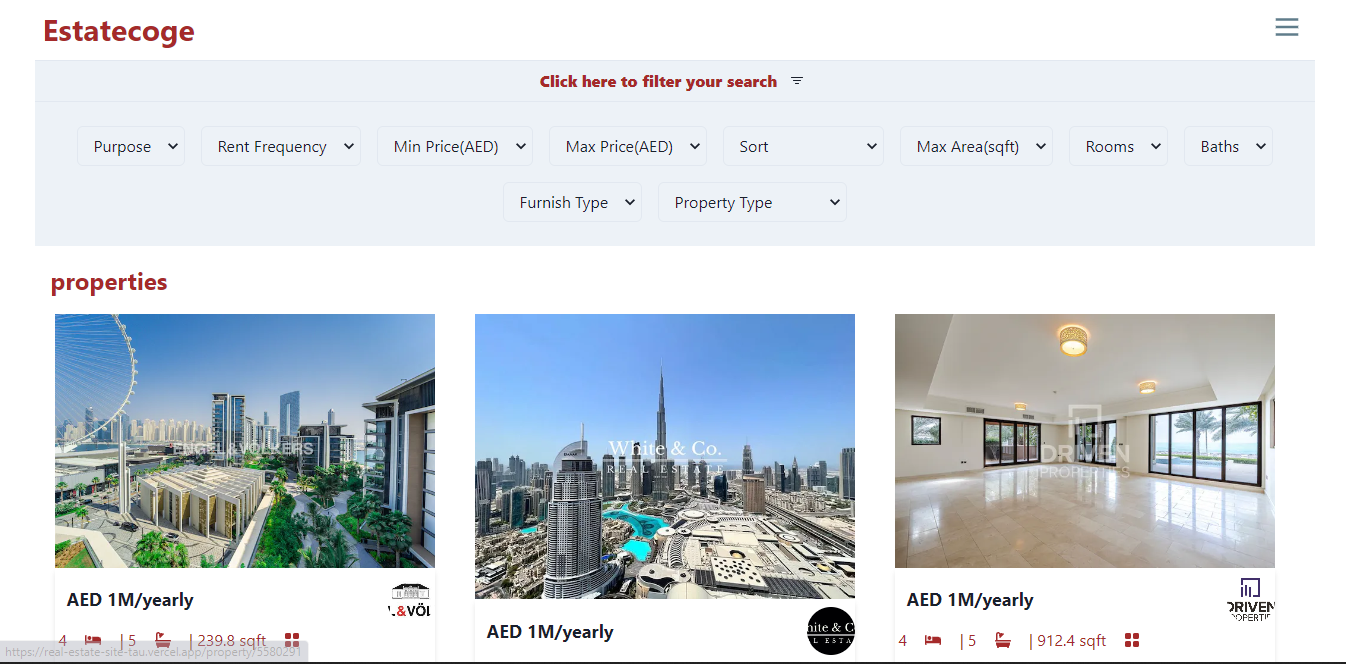 Estatecoge
Click here to filter your search
Purpose Rent Frequency Min Price(AED) Max Price(AED) Sort Max Area(sqft) Rooms Baths
Furnish Type Property Type
properties
ENGEL&VÖLKERS
White & Co.
REAL ESTATE
DRIVEN
PROPERTIES
AED 1M/yearly
L&VÖL
4 | 5 | 239.8 sqft
AED 1M/yearly
hite & C
L ESTA
AED 1M/yearly
DRIVEN
ROPERTIE
4 | 5 | 912.4 sqft
https://real-estate-site-tau.vercel.app/property/5580291